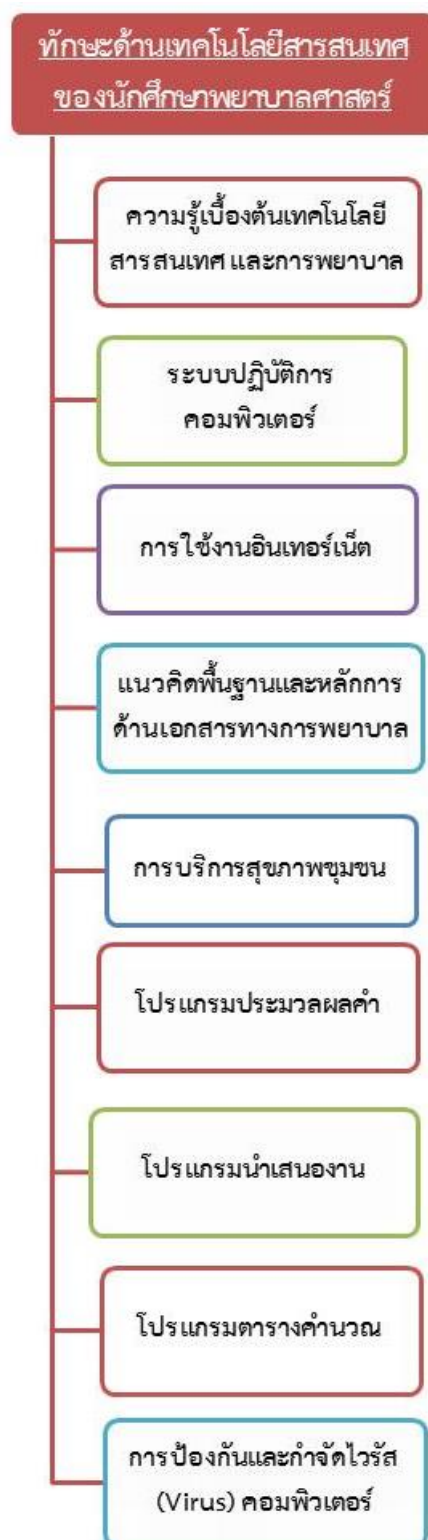 ทักษะด้านเทคโนโลยีสารสนเทศ
ของนักศึกษาพยาบาลศาสตร์
ความรู้เบื้องต้นเทคโนโลยี
สารสนเทศ และการพยาบาล
ระบบปฏิบัติการ
คอมพิวเตอร์
การใช้งานอินเทอร์เน็ต
แนวคิดพื้นฐานและหลักการ
ด้านเอกสารทางการพยาบาล
การบริการสุขภาพชุมชน
โปรแกรมประมวลผลคำ
โปรแกรมนำเสนองาน
โปรแกรมตารางคำนวณ
การป้องกันและกำจัดไวรัส
(Virus) คอมพิวเตอร์